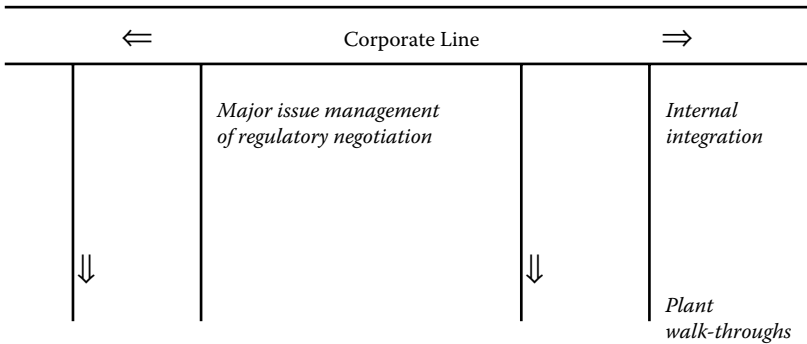 Corporate Line
Major issue management
of regulatory negotiation
Internal
integration
Plant
walk-throughs